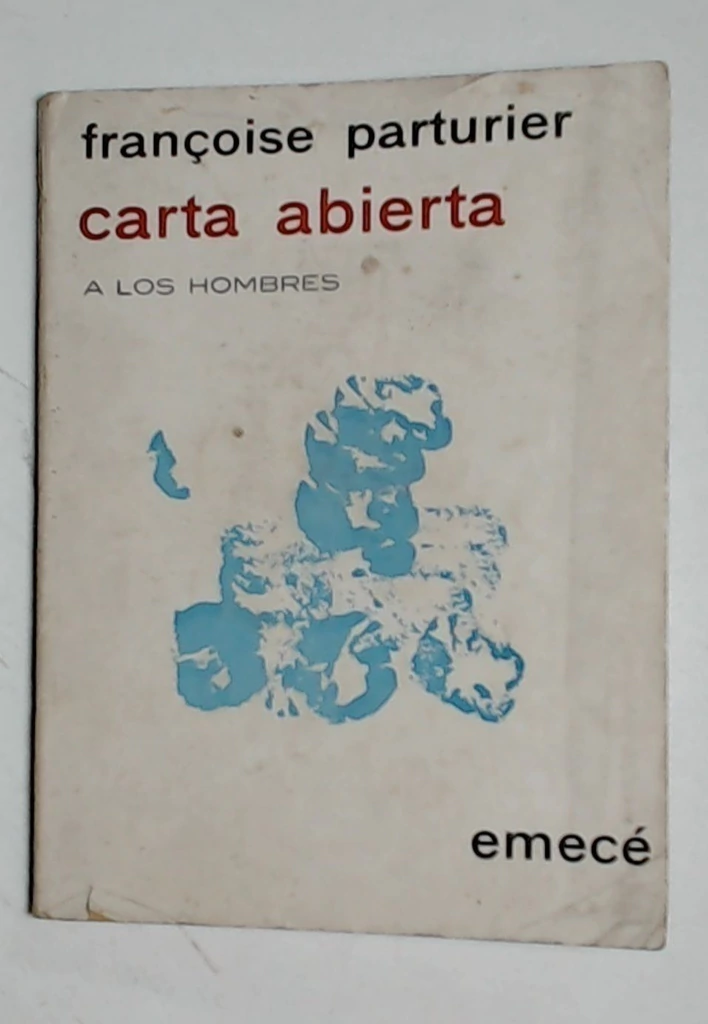 françoise parturier
carta abierta
A LOS HOMBRES
emecé